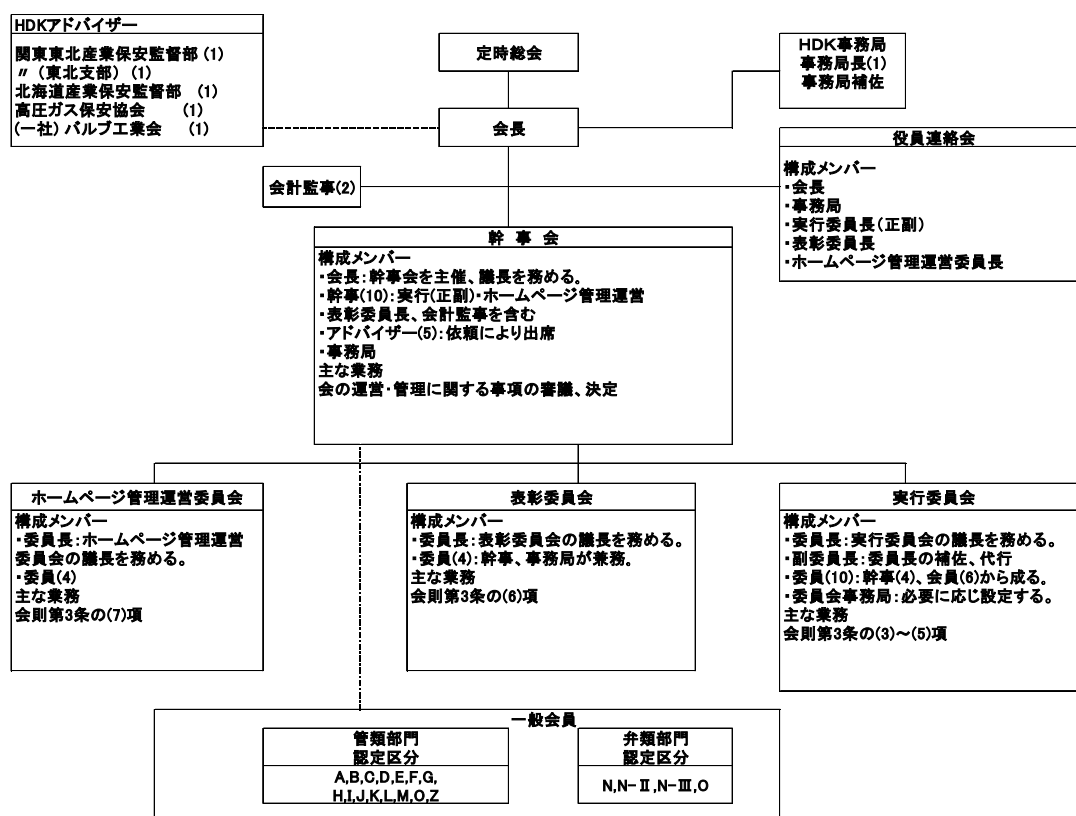 HDKアドバイザー
関東東北産業保安監督部 (1)
〃 (東北支部) (1)
北海道産業保安監督部 (1)
高圧ガス保安協会 (1)
(一社) バルブ工業会 (1)
定時総会
会長
HDK事務局
事務局長(1)
事務局補佐
役員連絡会
構成メンバー
・会長
・事務局
・実行委員長(正副)
・表彰委員長
・ホームページ管理運営委員長
会計監事(2)
幹 事 会
構成メンバー
・会長:幹事会を主催、議長を務める。
・幹事(10):実行(正副)・ホームページ管理運営
・表彰委員長、会計監事を含む
・アドバイザー(5):依頼により出席
・事務局
主な業務
会の運営・管理に関する事項の審議、決定
ホームページ管理運営委員会
構成メンバー
・委員長:ホームページ管理運営
委員会の議長を務める。
・委員(4)
主な業務
会則第3条の(7)項
表彰委員会
構成メンバー
・委員長:表彰委員会の議長を務める。
・委員(4):幹事、事務局が兼務。
主な業務
会則第3条の(6)項
実行委員会
構成メンバー
・委員長:実行委員会の議長を務める。
・副委員長:委員長の補佐、代行
・委員(10):幹事(4)、会員(6)から成る。
・委員会事務局:必要に応じ設定する。
主な業務
会則第3条の(3)～(5)項
一般会員
管類部門
認定区分
A,B,C,D,E,F,G,
H,I,J,K,L,M,O,Z
弁類部門
認定区分
N,N-Ⅱ,N-Ⅲ,O